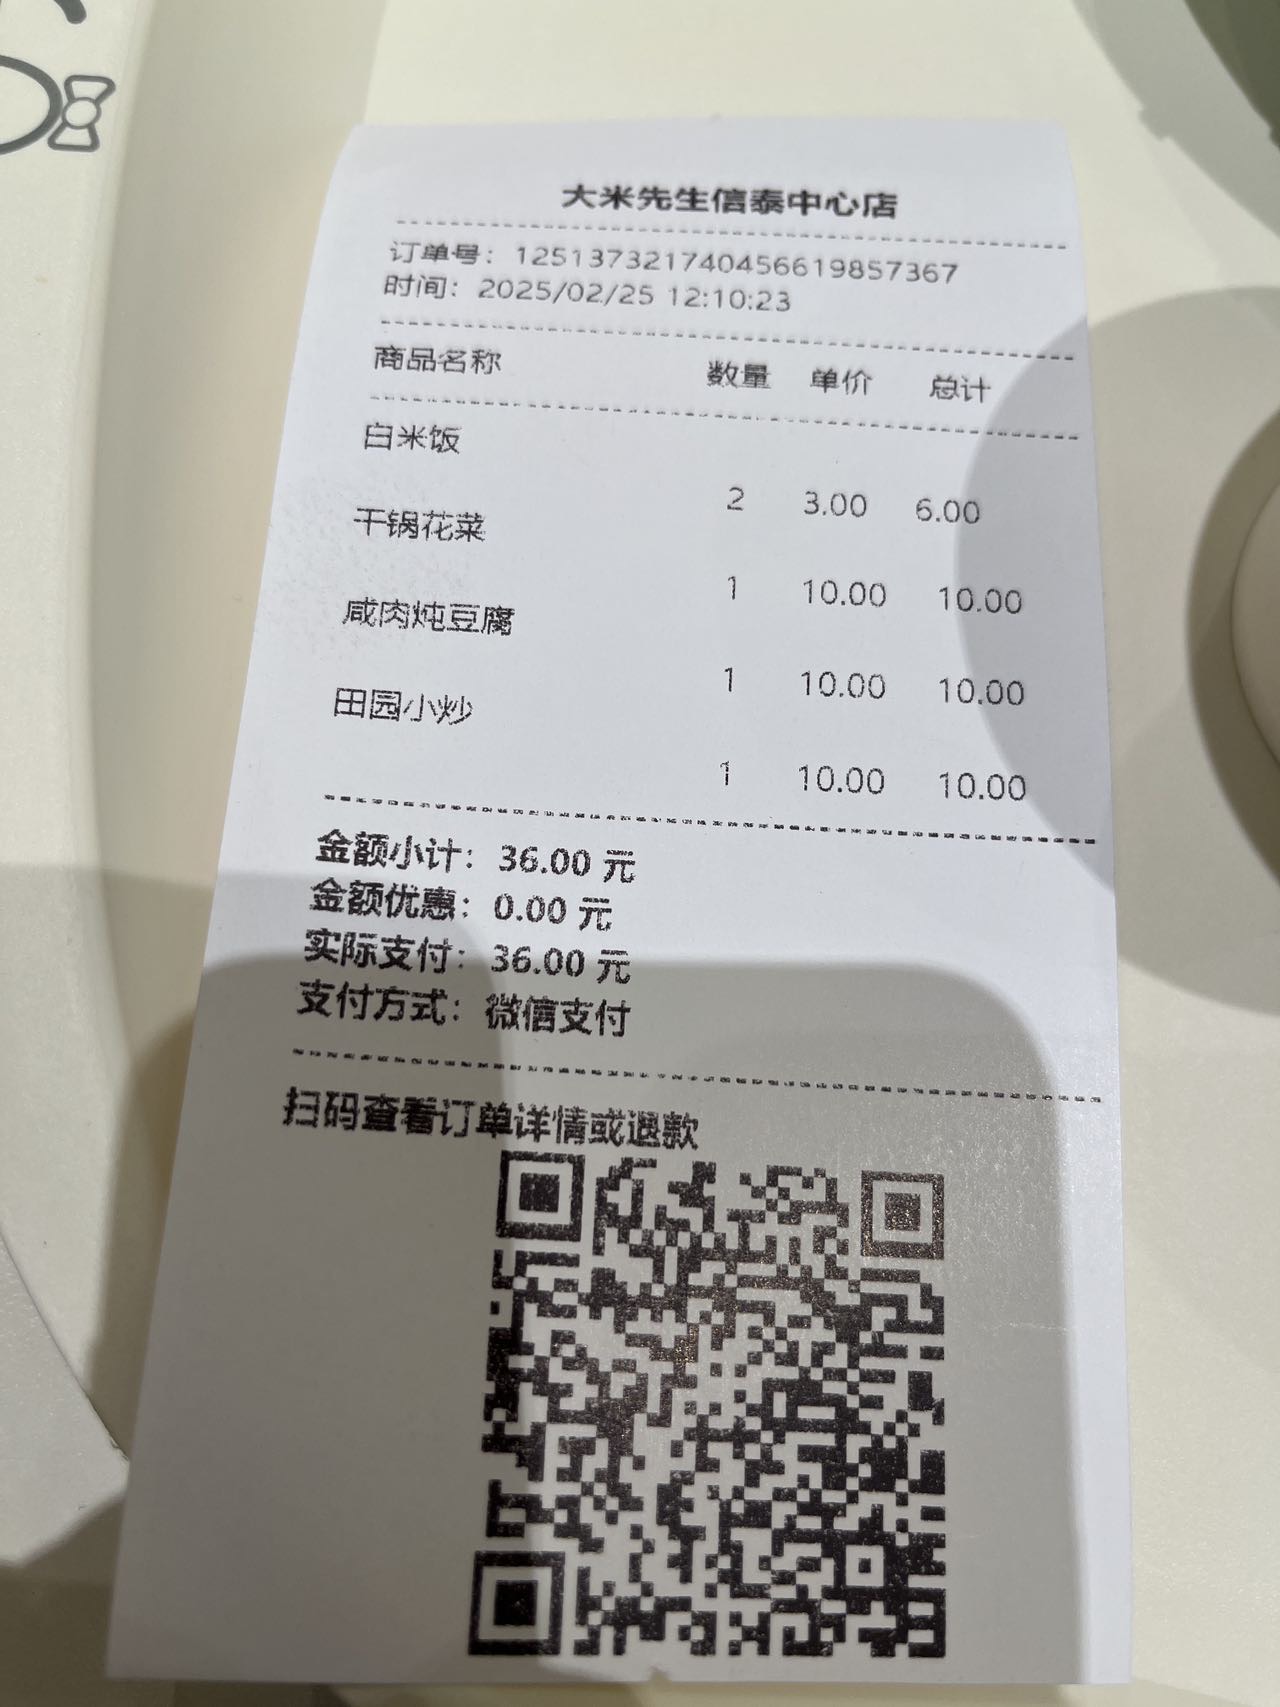 大米先生信泰中心店
订单号：125137321740456619857367
时间：2025/02/25 12:10:23
商品名称 数量 单价 总计
白米饭
2 3.00 6.00
干锅花菜
1 10.00 10.00
咸肉炖豆腐
1 10.00 10.00
田园小炒
1 10.00 10.00
金额小计：36.00 元
金额优惠：0.00 元
实际支付：36.00 元
支付方式：微信支付
扫码查看订单详情或退款